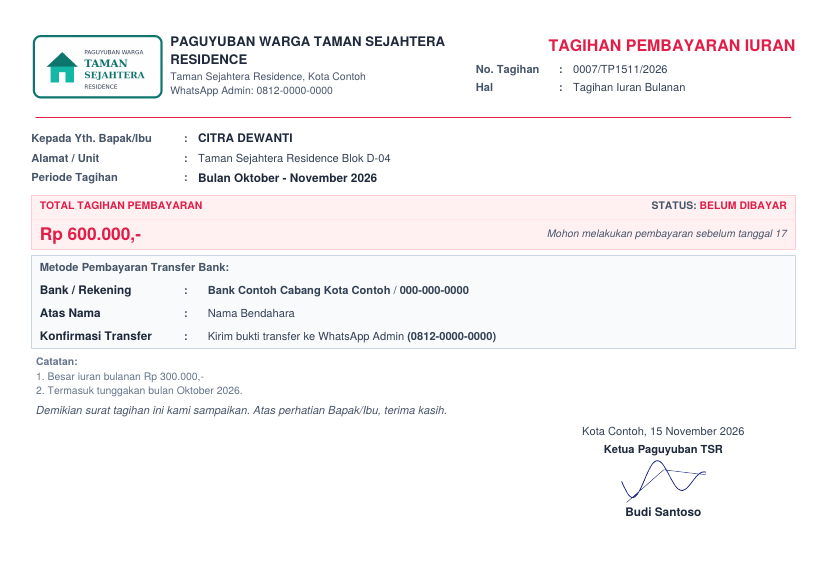 PAGUYUBAN WARGA
TAMAN
SEJAHTERA
RESIDENCE
PAGUYUBAN WARGA TAMAN SEJAHTERA
RESIDENCE
Taman Sejahtera Residence, Kota Contoh
WhatsApp Admin: 0812-0000-0000
TAGIHAN PEMBAYARAN IURAN
No. Tagihan : 0007/TP1511/2026
Hal : Tagihan Iuran Bulanan
Kepada Yth. Bapak/Ibu : CITRA DEWANTI
Alamat / Unit : Taman Sejahtera Residence Blok D-04
Periode Tagihan : Bulan Oktober - November 2026
TOTAL TAGIHAN PEMBAYARAN STATUS: BELUM DIBAYAR
Rp 600.000,- Mohon melakukan pembayaran sebelum tanggal 17
Metode Pembayaran Transfer Bank:
Bank / Rekening : Bank Contoh Cabang Kota Contoh / 000-000-0000
Atas Nama : Nama Bendahara
Konfirmasi Transfer : Kirim bukti transfer ke WhatsApp Admin (0812-0000-0000)
Catatan:
1. Besar iuran bulanan Rp 300.000,-
2. Termasuk tunggakan bulan Oktober 2026.
Demikian surat tagihan ini kami sampaikan. Atas perhatian Bapak/Ibu, terima kasih.
Kota Contoh, 15 November 2026
Ketua Paguyuban TSR
Budi Santoso